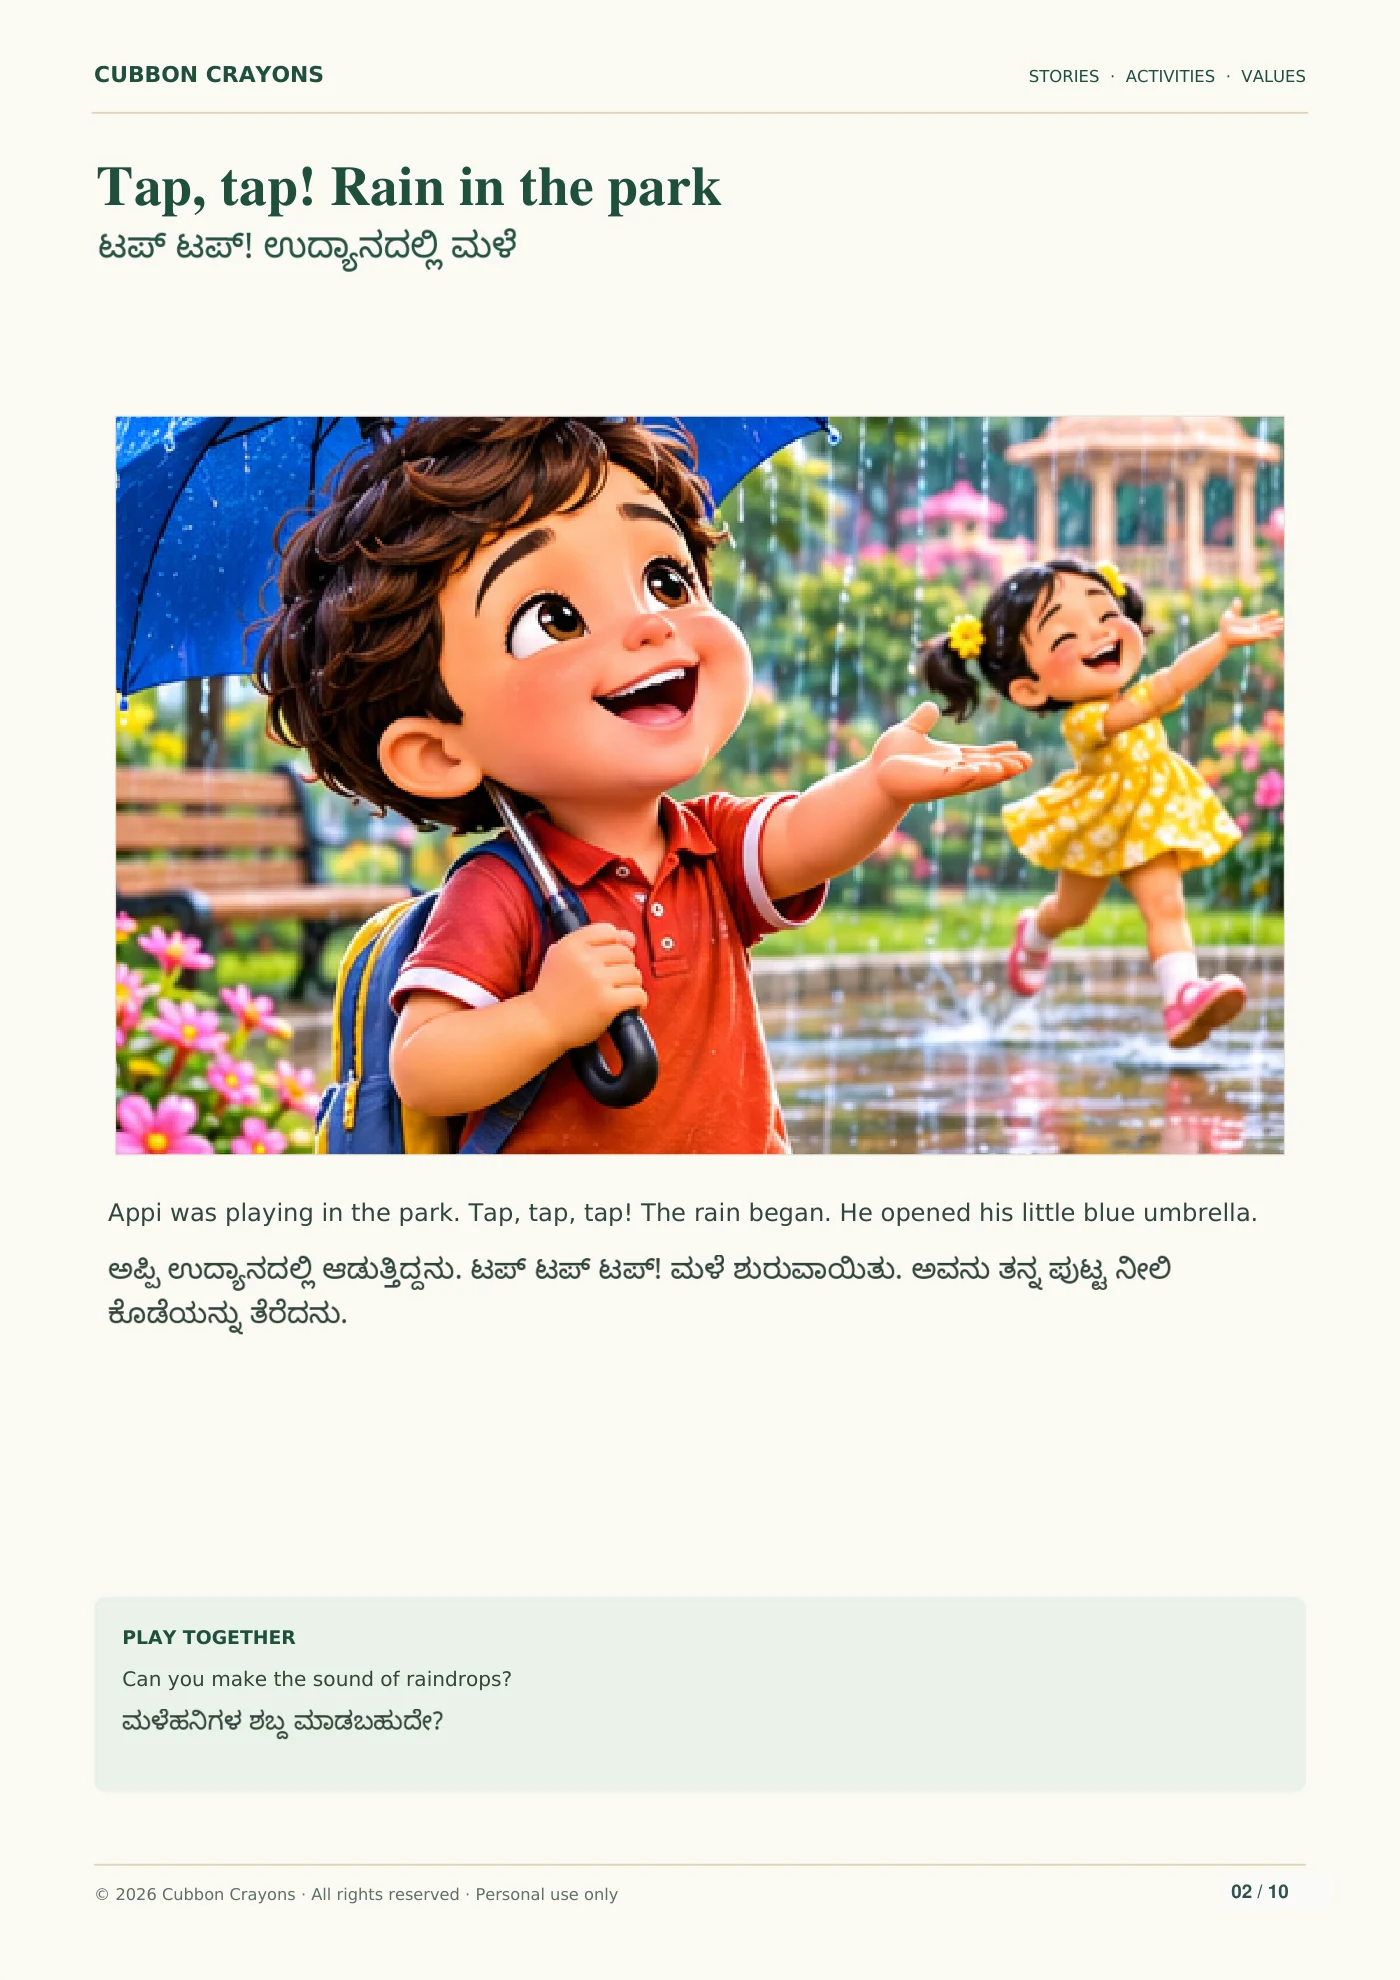 CUBBON CRAYONS
STORIES · ACTIVITIES · VALUES
Tap, tap! Rain in the park
ಟಪ್ ಟಪ್! ಉದ್ಯಾನದಲ್ಲಿ ಮಳೆ
Appi was playing in the park. Tap, tap, tap! The rain began. He opened his little blue umbrella.
ಅಪ್ಪಿ ಉದ್ಯಾನದಲ್ಲಿ ಆಡುತ್ತಿದ್ದನು. ಟಪ್ ಟಪ್ ಟಪ್! ಮಳೆ ಶುರುವಾಯಿತು. ಅವನು ತನ್ನ ಪುಟ್ಟ ನೀಲಿ
ಕೊಡೆಯನ್ನು ತೆರೆದನು.
PLAY TOGETHER
Can you make the sound of raindrops?
ಮಳೆಹನಿಗಳ ಶಬ್ದ ಮಾಡಬಹುದೇ?
© 2026 Cubbon Crayons · All rights reserved · Personal use only
02 / 10